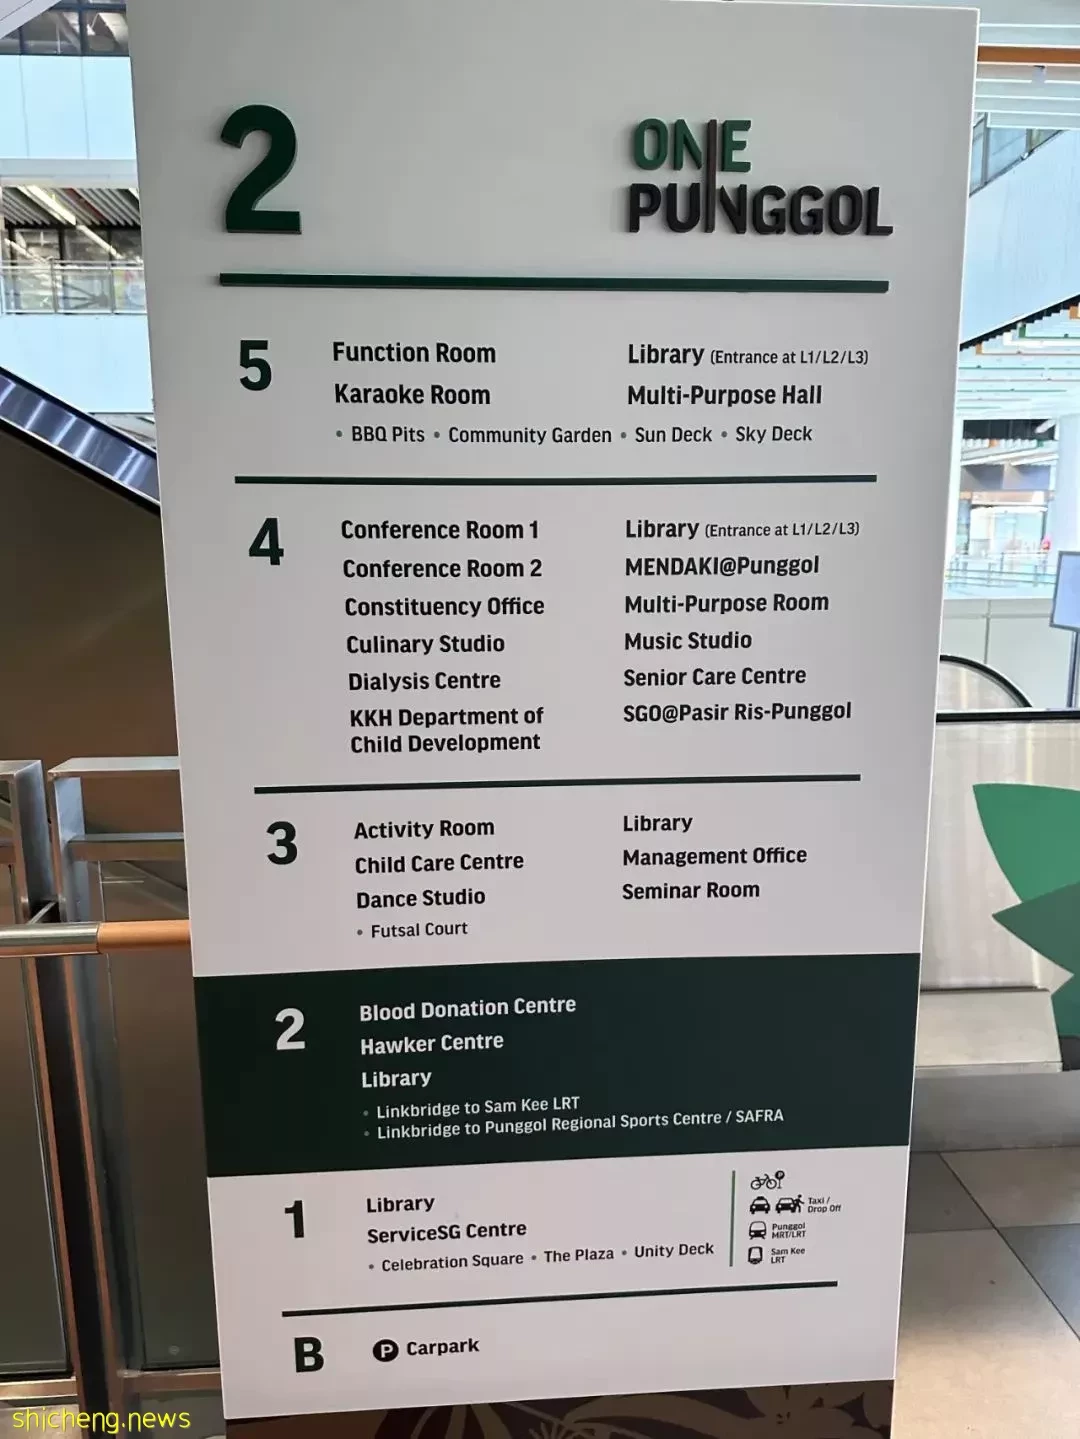 2
ONE
PUNGGOL
5
Function Room
Library (Entrance at L1/L2/L3)
Karaoke Room
Multi-Purpose Hall
• BBQ Pits • Community Garden • Sun Deck • Sky Deck
4
Conference Room 1
Library (Entrance at L1/L2/L3)
Conference Room 2
MENDAKI@Punggol
Constituency Office
Multi-Purpose Room
Culinary Studio
Music Studio
Dialysis Centre
Senior Care Centre
KKH Department of
Child Development
SGO@Pasir Ris-Punggol
3
Activity Room
Library
Child Care Centre
Management Office
Dance Studio
Seminar Room
• Futsal Court
2
Blood Donation Centre
Hawker Centre
Library
• Linkbridge to Sam Kee LRT
• Linkbridge to Punggol Regional Sports Centre / SAFRA
1
Library
ServiceSG Centre
• Celebration Square • The Plaza • Unity Deck
P
Taxi /
Drop Off
Punggol
MRT/LRT
Sam Kee
LRT
B
P Carpark
shicheng.news